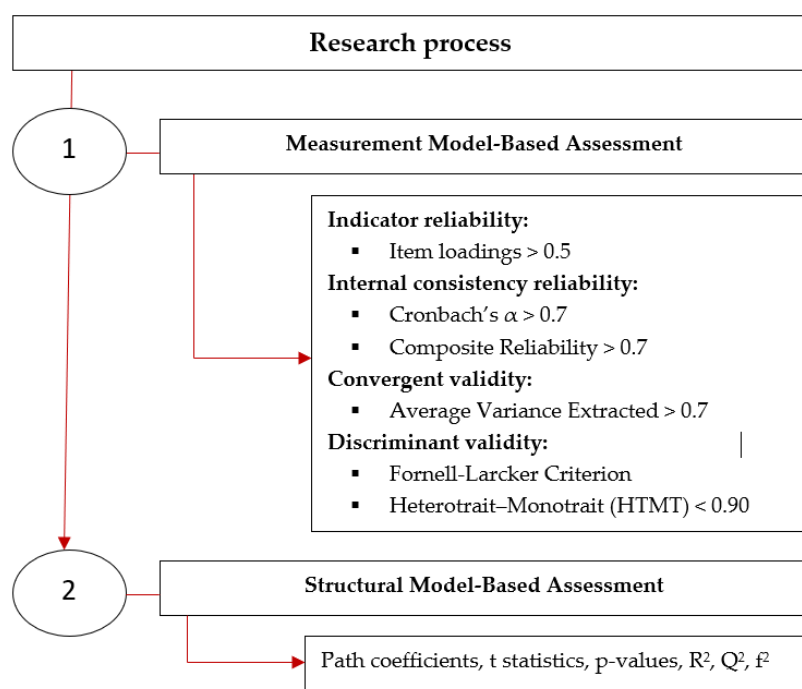 Research process
1
Measurement Model-Based Assessment
Indicator reliability:
▪ Item loadings > 0.5
Internal consistency reliability:
▪ Cronbach’s α > 0.7
▪ Composite Reliability > 0.7
Convergent validity:
▪ Average Variance Extracted > 0.7
Discriminant validity:
▪ Fornell-Larcker Criterion
▪ Heterotrait–Monotrait (HTMT) < 0.90
2
Structural Model-Based Assessment
Path coefficients, t statistics, p-values, R², Q², f²